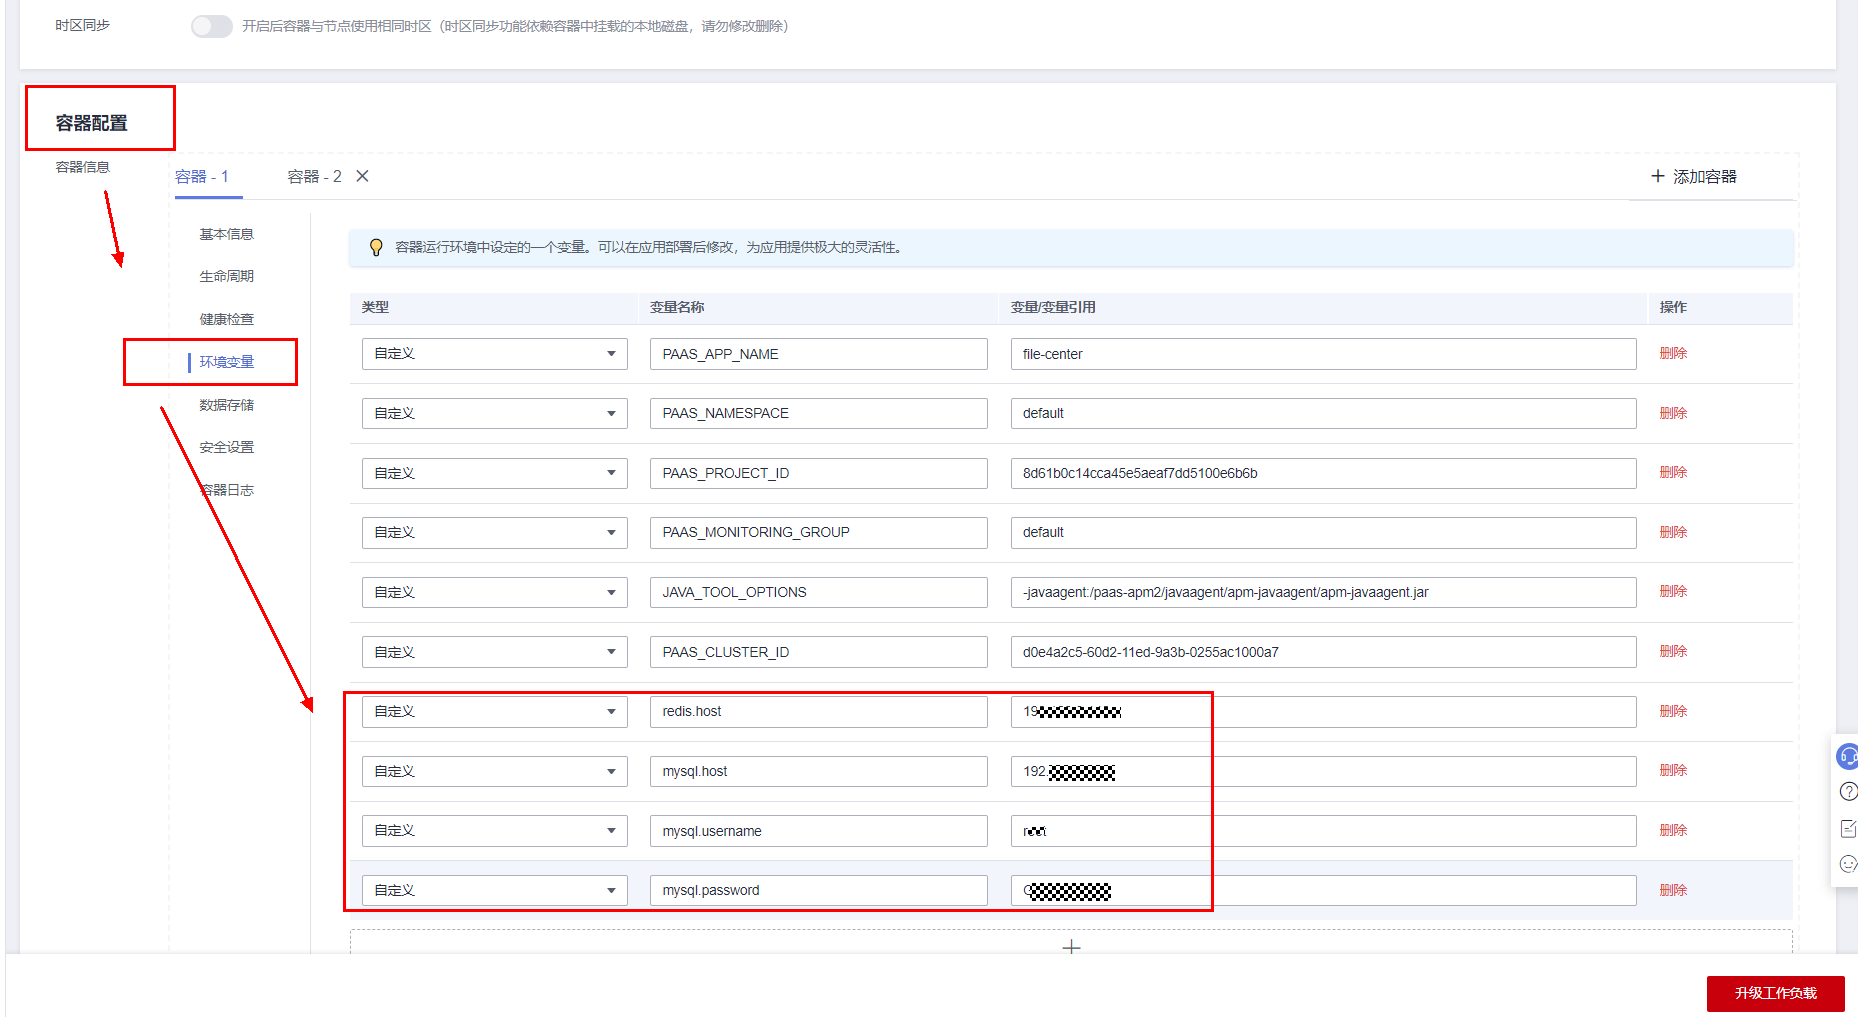 时区同步
开启后容器与节点使用相同时区（时区同步功能依赖容器中挂载的本地磁盘，请勿修改删除）
容器配置
容器信息
容器 - 1 容器 - 2
添加容器
基本信息
生命周期
健康检查
环境变量
数据存储
安全设置
容器日志
容器运行环境中设定的一个变量。可以在应用部署后修改，为应用提供极大的灵活性。
类型 变量名称 变量/变量引用 操作
自定义 PAAS_APP_NAME file-center 删除
自定义 PAAS_NAMESPACE default 删除
自定义 PAAS_PROJECT_ID 8d61b0c14cca45e5aeaf7dd5100e6b6b 删除
自定义 PAAS_MONITORING_GROUP default 删除
自定义 JAVA_TOOL_OPTIONS -javaagent:/paas-apm2/javaagent/apm-javaagent/apm-javaagent.jar 删除
自定义 PAAS_CLUSTER_ID d0e4a2c5-60d2-11ed-9a3b-0255ac1000a7 删除
自定义 redis.host 19 删除
自定义 mysql.host 192. 删除
自定义 mysql.username 删除
自定义 mysql.password 删除
升级工作负载